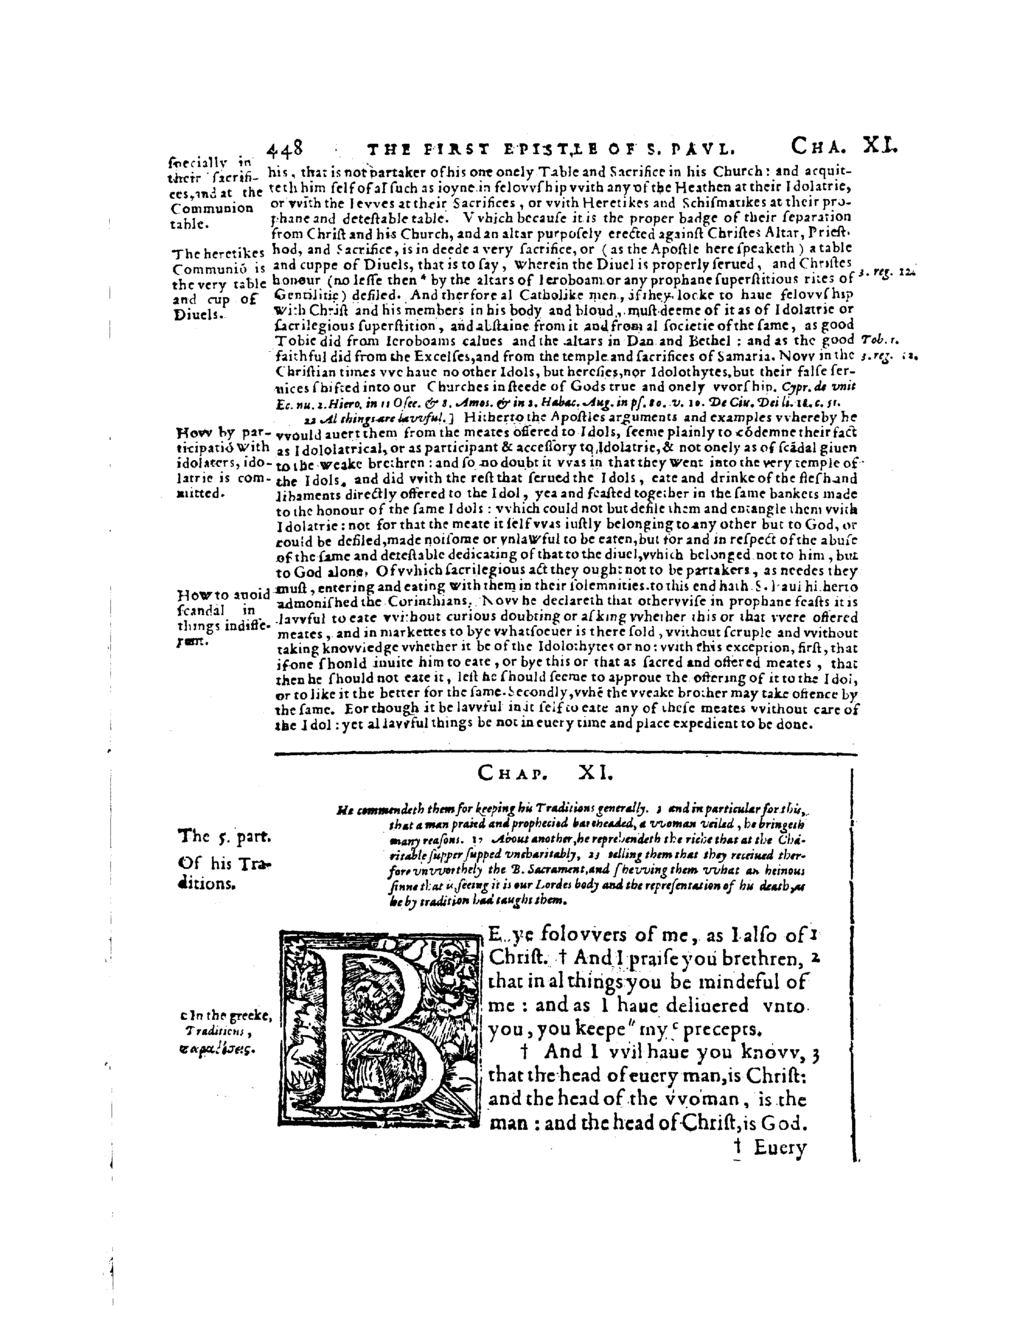 448 THE FIRST EPISTLE OF S. PAVL. CHA. XI.
ſpecially in
their ſacrifi-
ces, and at the
Communion
table.
The heretikes
Communiō is
the very table
and cup of
Diuels.
his, that is not partaker of his one onely Table and Sacrifice in his Church: and acquit-
teth him ſelf of al ſuch as ioyne in felovvſhip vvith any of the Heathen at their Idolatrie,
or vvith the Ievves at their Sacrifices, or vvith Heretikes and Schiſmatikes at their pro-
phane and deteſtable table. Vvhich becauſe it is the proper badge of their ſeparation
from Chriſt and his Church, and an altar purpoſely erected againſt Chriſtes Altar, Prieſt-
hod, and Sacrifice, is in deede a very ſacrifice, or (as the Apoſtle here ſpeaketh) a table
and cuppe of Diuels, that is to ſay, wherein the Diuel is properly ſerued, and Chriſtes
honour (no leſſe then * by the altars of Ieroboam or any prophane ſuperſtitious rites of
Gentilitie) defiled. And therfore al Catholike men, if they looke to haue felovvſhip
with Chriſt and his members in his body and bloud, muſt deeme of it as of Idolatrie or
ſacrilegious ſuperſtition, and abſtaine from it and from al ſocietie of the ſame, as good
Tobie did from Ieroboams calues and the altars in Dan and Bethel: and as the good
faithful did from the Excelſes, and from the temple and ſacrifices of Samaria. Novv in the
Chriſtian times vve haue no other Idols, but hereſies, nor Idolothytes, but their falſe ſer-
uices ſhifted into our Churches in ſteede of Gods true and onely vvorſhip. Cypr. de vnit
Ec. nu. 2. Hiero. in 11 Oſee. & 8. Amos. & in 2. Habac. Aug. in pſ. 80. v. 10. De Ciu. Dei li. 18. c. 51.
3. reg. 12.
Tob. 1.
3. reg. 12.
22 Al things are lavvful.] Hitherto the Apoſtles arguments and examples vvhereby he
vvould auert them from the meates offered to Idols, ſeeme plainly to cōdemne their fact
as Idololatrical, or as participant & acceſſory to Idolatrie, & not onely as of ſcādal giuen
to the weake brethren: and ſo no doubt it vvas in that they went into the very temple of
the Idols, and did vvith the reſt that ſerued the Idols, eate and drinke of the fleſh and
libaments directly offered to the Idol, yea and feaſted together in the ſame bankets made
to the honour of the ſame Idols: vvhich could not but defile them and entangle them vvith
Idolatrie: not for that the meate it ſelf vvas iuſtly belonging to any other but to God, or
could be defiled, made noiſome or vnlawful to be eaten, but for and in reſpect of the abuſe
of the ſame and deteſtable dedicating of that to the diuel, vvhich belonged not to him, but
to God alone, Of vvhich ſacrilegious act they ought not to be partakers, as needes they
muſt, entering and eating with them in their ſolemnities. to this end hath S. Paul hitherto
admoniſhed the Corinthians. Novv he declareth that othervviſe in prophane feaſts it is
lavvful to eate vvithout curious doubting or aſking vvhether this or that vvere offered
meates, and in markettes to bye vvhatſoeuer is there ſold, vvithout ſcruple and vvithout
taking knovvledge vvhether it be of the Idolothytes or no: vvith this exception, firſt, that
if one ſhould inuite him to eate, or bye this or that as ſacred and offered meates, that
then he ſhould not eate it, leſt he ſhould ſeeme to approue the offering of it to the Idol,
or to like it the better for the ſame. Secondly, vvhē the vveake brother may take offence by
the ſame. For though it be lavvful in it ſelf to eate any of theſe meates vvithout care of
the Idol: yet al lavvful things be not in euery time and place expedient to be done.
Hovv by par-
ticipatiō with
idolaters, ido-
latrie is com-
mitted.
How to auoid
ſcandal in
things indiffe-
rent.
CHAP. XI.
He commendeth them for keeping his Traditions generally. 3 and in particular for this,
that a man praied and prophecied bareheaded, a vvoman veiled, he bringeth
many reaſons. 17 About another, he reprehendeth the riche that at the Cha-
ritable ſupper ſupped vncharitably, 23 telling them that they receiued ther-
fore vnvvorthely the B. Sacrament, and ſhevving them vvhat an heinous
ſinne that is, ſeeing it is our Lordes body and the repreſentation of his death, as
he by tradition had taught them.
The 5. part.
Of his Tra-
ditions.
BE ye folovvers of me, as I alſo of 1
Chriſt. † And I praiſe you brethren, 2
that in al things you be mindeful of
me: and as I haue deliuered vnto
you, you keepe " my c precepts.
† And I vvil haue you knovv, 3
that the head of euery man, is Chriſt:
and the head of the vvoman, is the
man: and the head of Chriſt, is God.
† Euery
c In the greeke,
Traditions,
παραδόσεις.